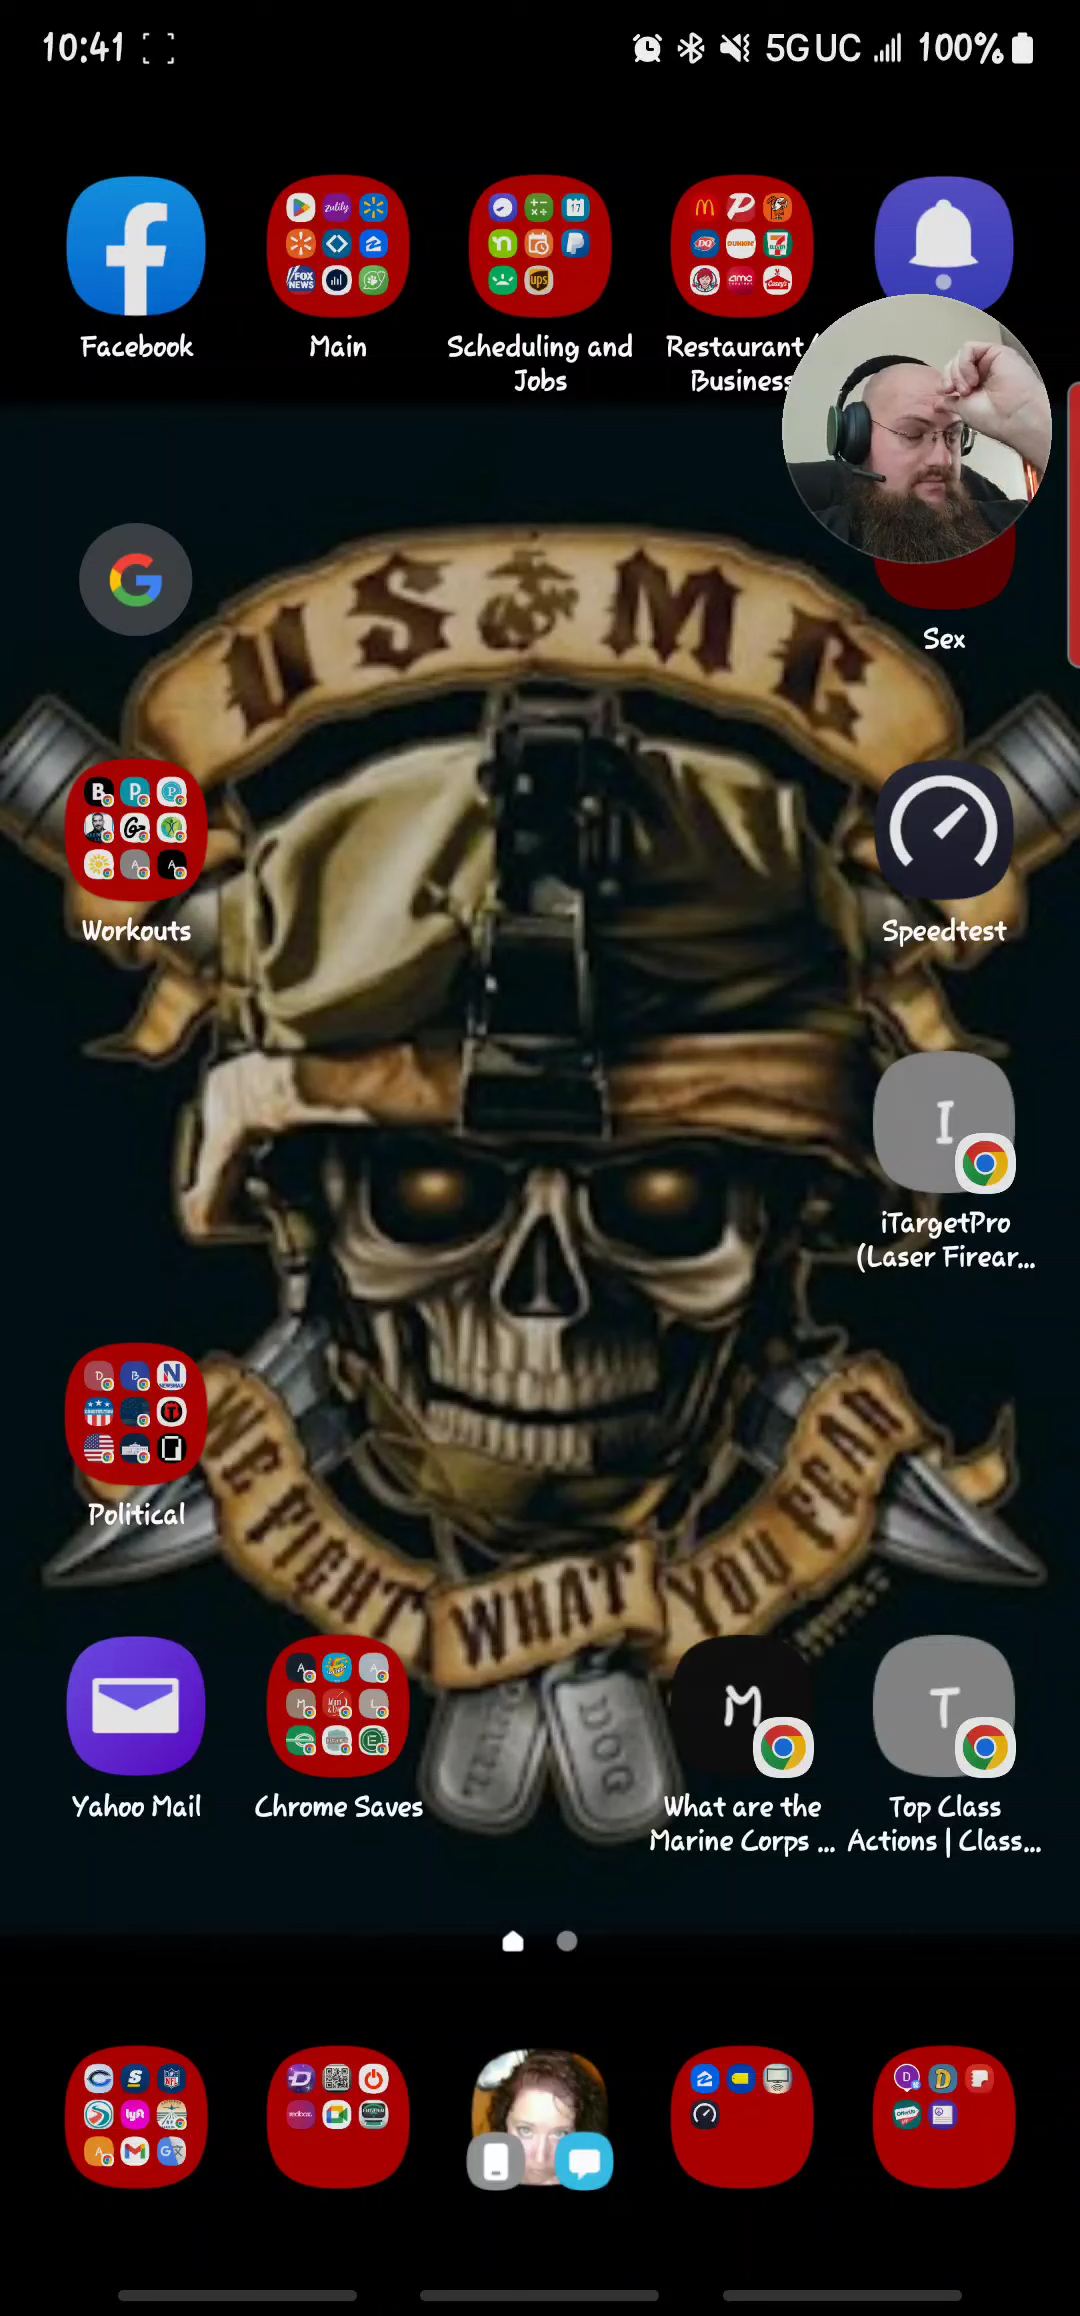 10:41
5G UC
100%
Facebook
Main
Scheduling and
Jobs
Restaurant/
Business
USMC
Sex
Workouts
Speedtest
I
iTargetPro
(Laser Firear...
Political
WE FIGHT WHAT YOU FEAR
DOG
M
T
Yahoo Mail
Chrome Saves
What are the
Marine Corps ...
Top Class
Actions | Class...